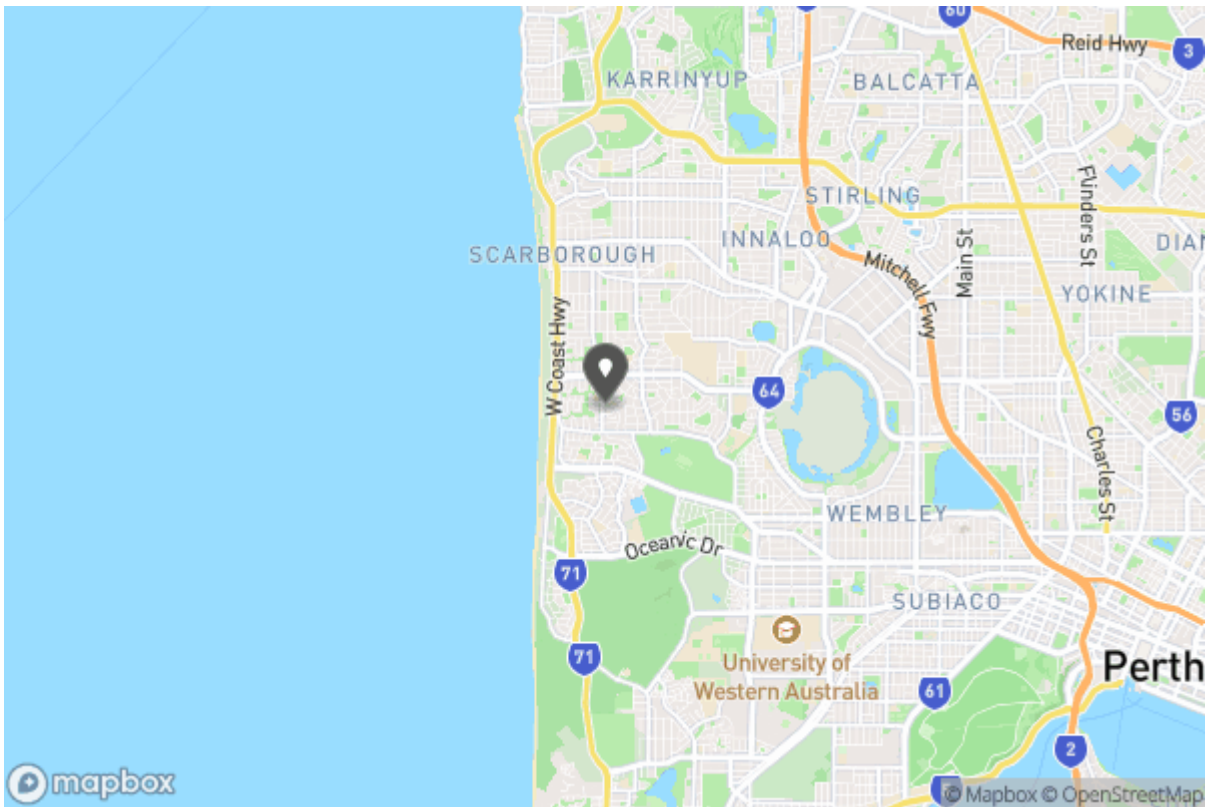 60
Reid Hwy
3
KARRINYUP
BALCATTA
STIRLING
Flinders St
SCARBOROUGH
INNALOO
Main St
DIAN
Mitchell Fwy
YOKINE
W Coast Hwy
64
56
Charles St
WEMBLEY
Oceanic Dr
71
SUBIACO
71
University of
Western Australia
61
Perth
2
mapbox
© Mapbox © OpenStreetMap